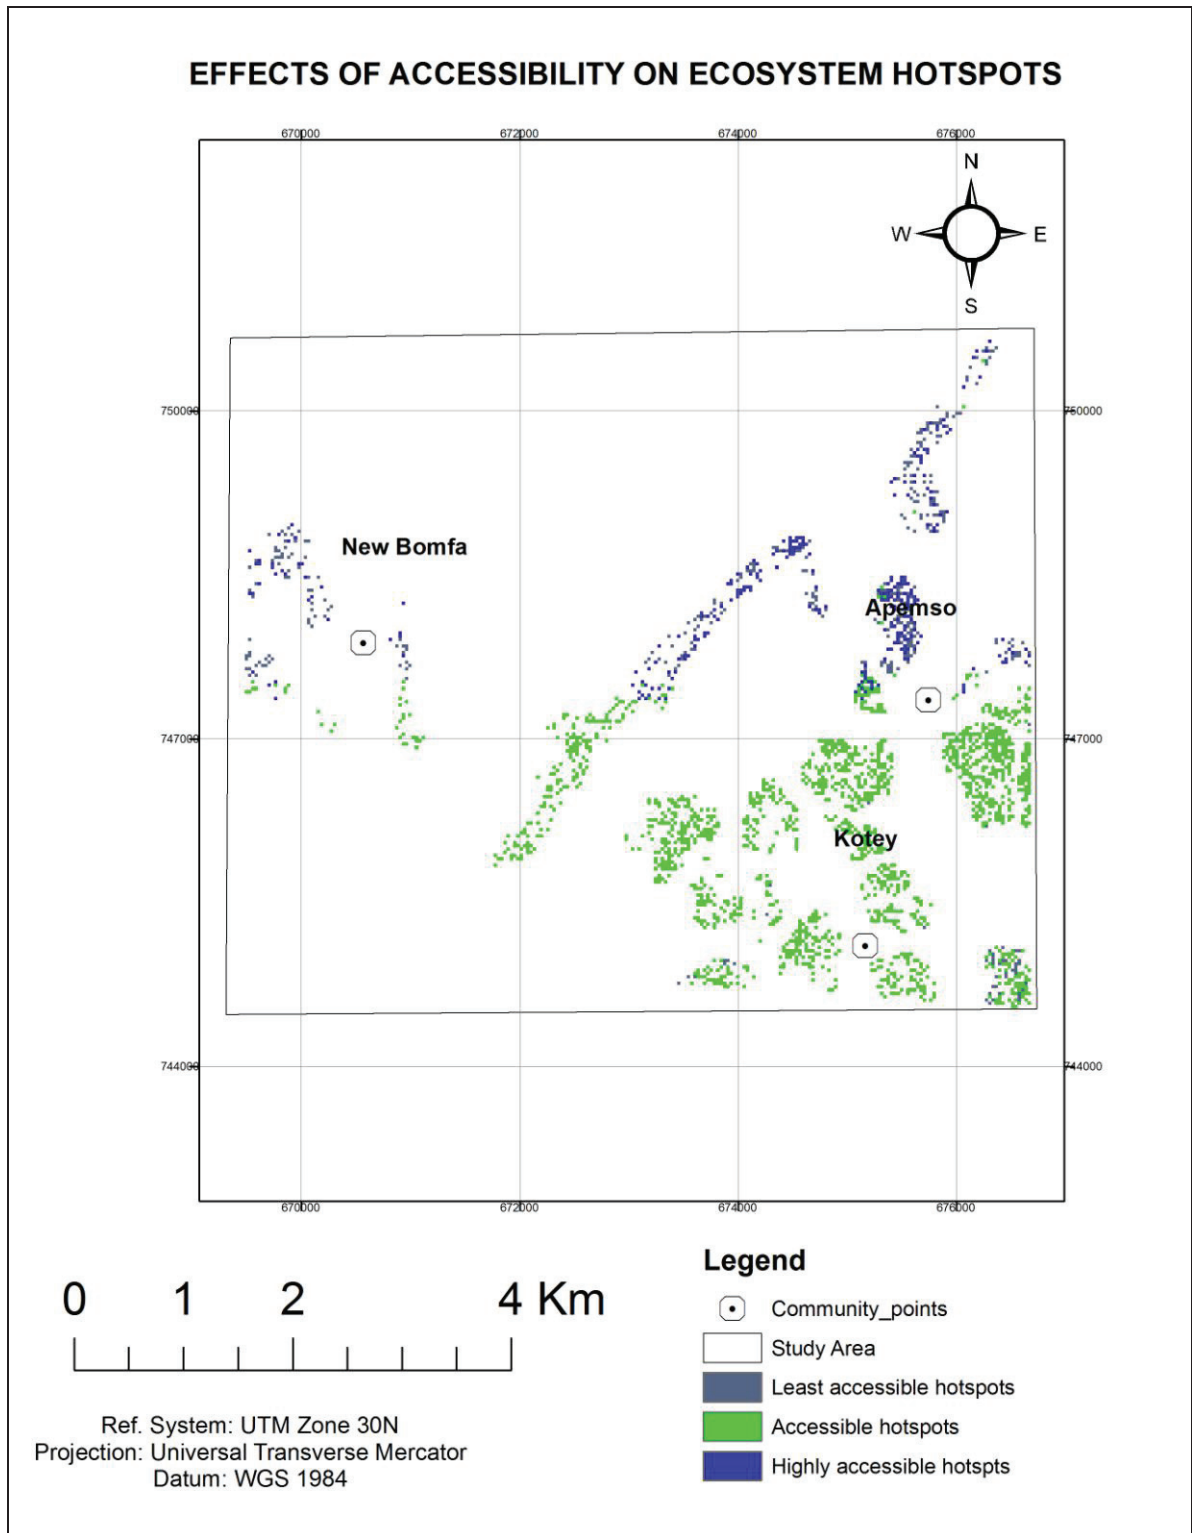 EFFECTS OF ACCESSIBILITY ON ECOSYSTEM HOTSPOTS
670000 672000 674000 676000
N
W E
S
750000 750000
New Bomfa
Apemso
747000 747000
Kotey
744000 744000
670000 672000 674000 676000
Legend
0 1 2 4 Km
Community_points
Study Area
Least accessible hotspots
Accessible hotspots
Highly accessible hotspts
Ref. System: UTM Zone 30N
Projection: Universal Transverse Mercator
Datum: WGS 1984